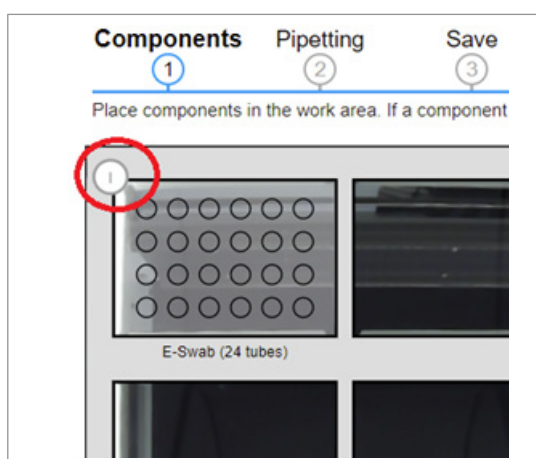 Components Pipetting Save
1 2 3
Place components in the work area. If a component
I
E-Swab (24 tubes)